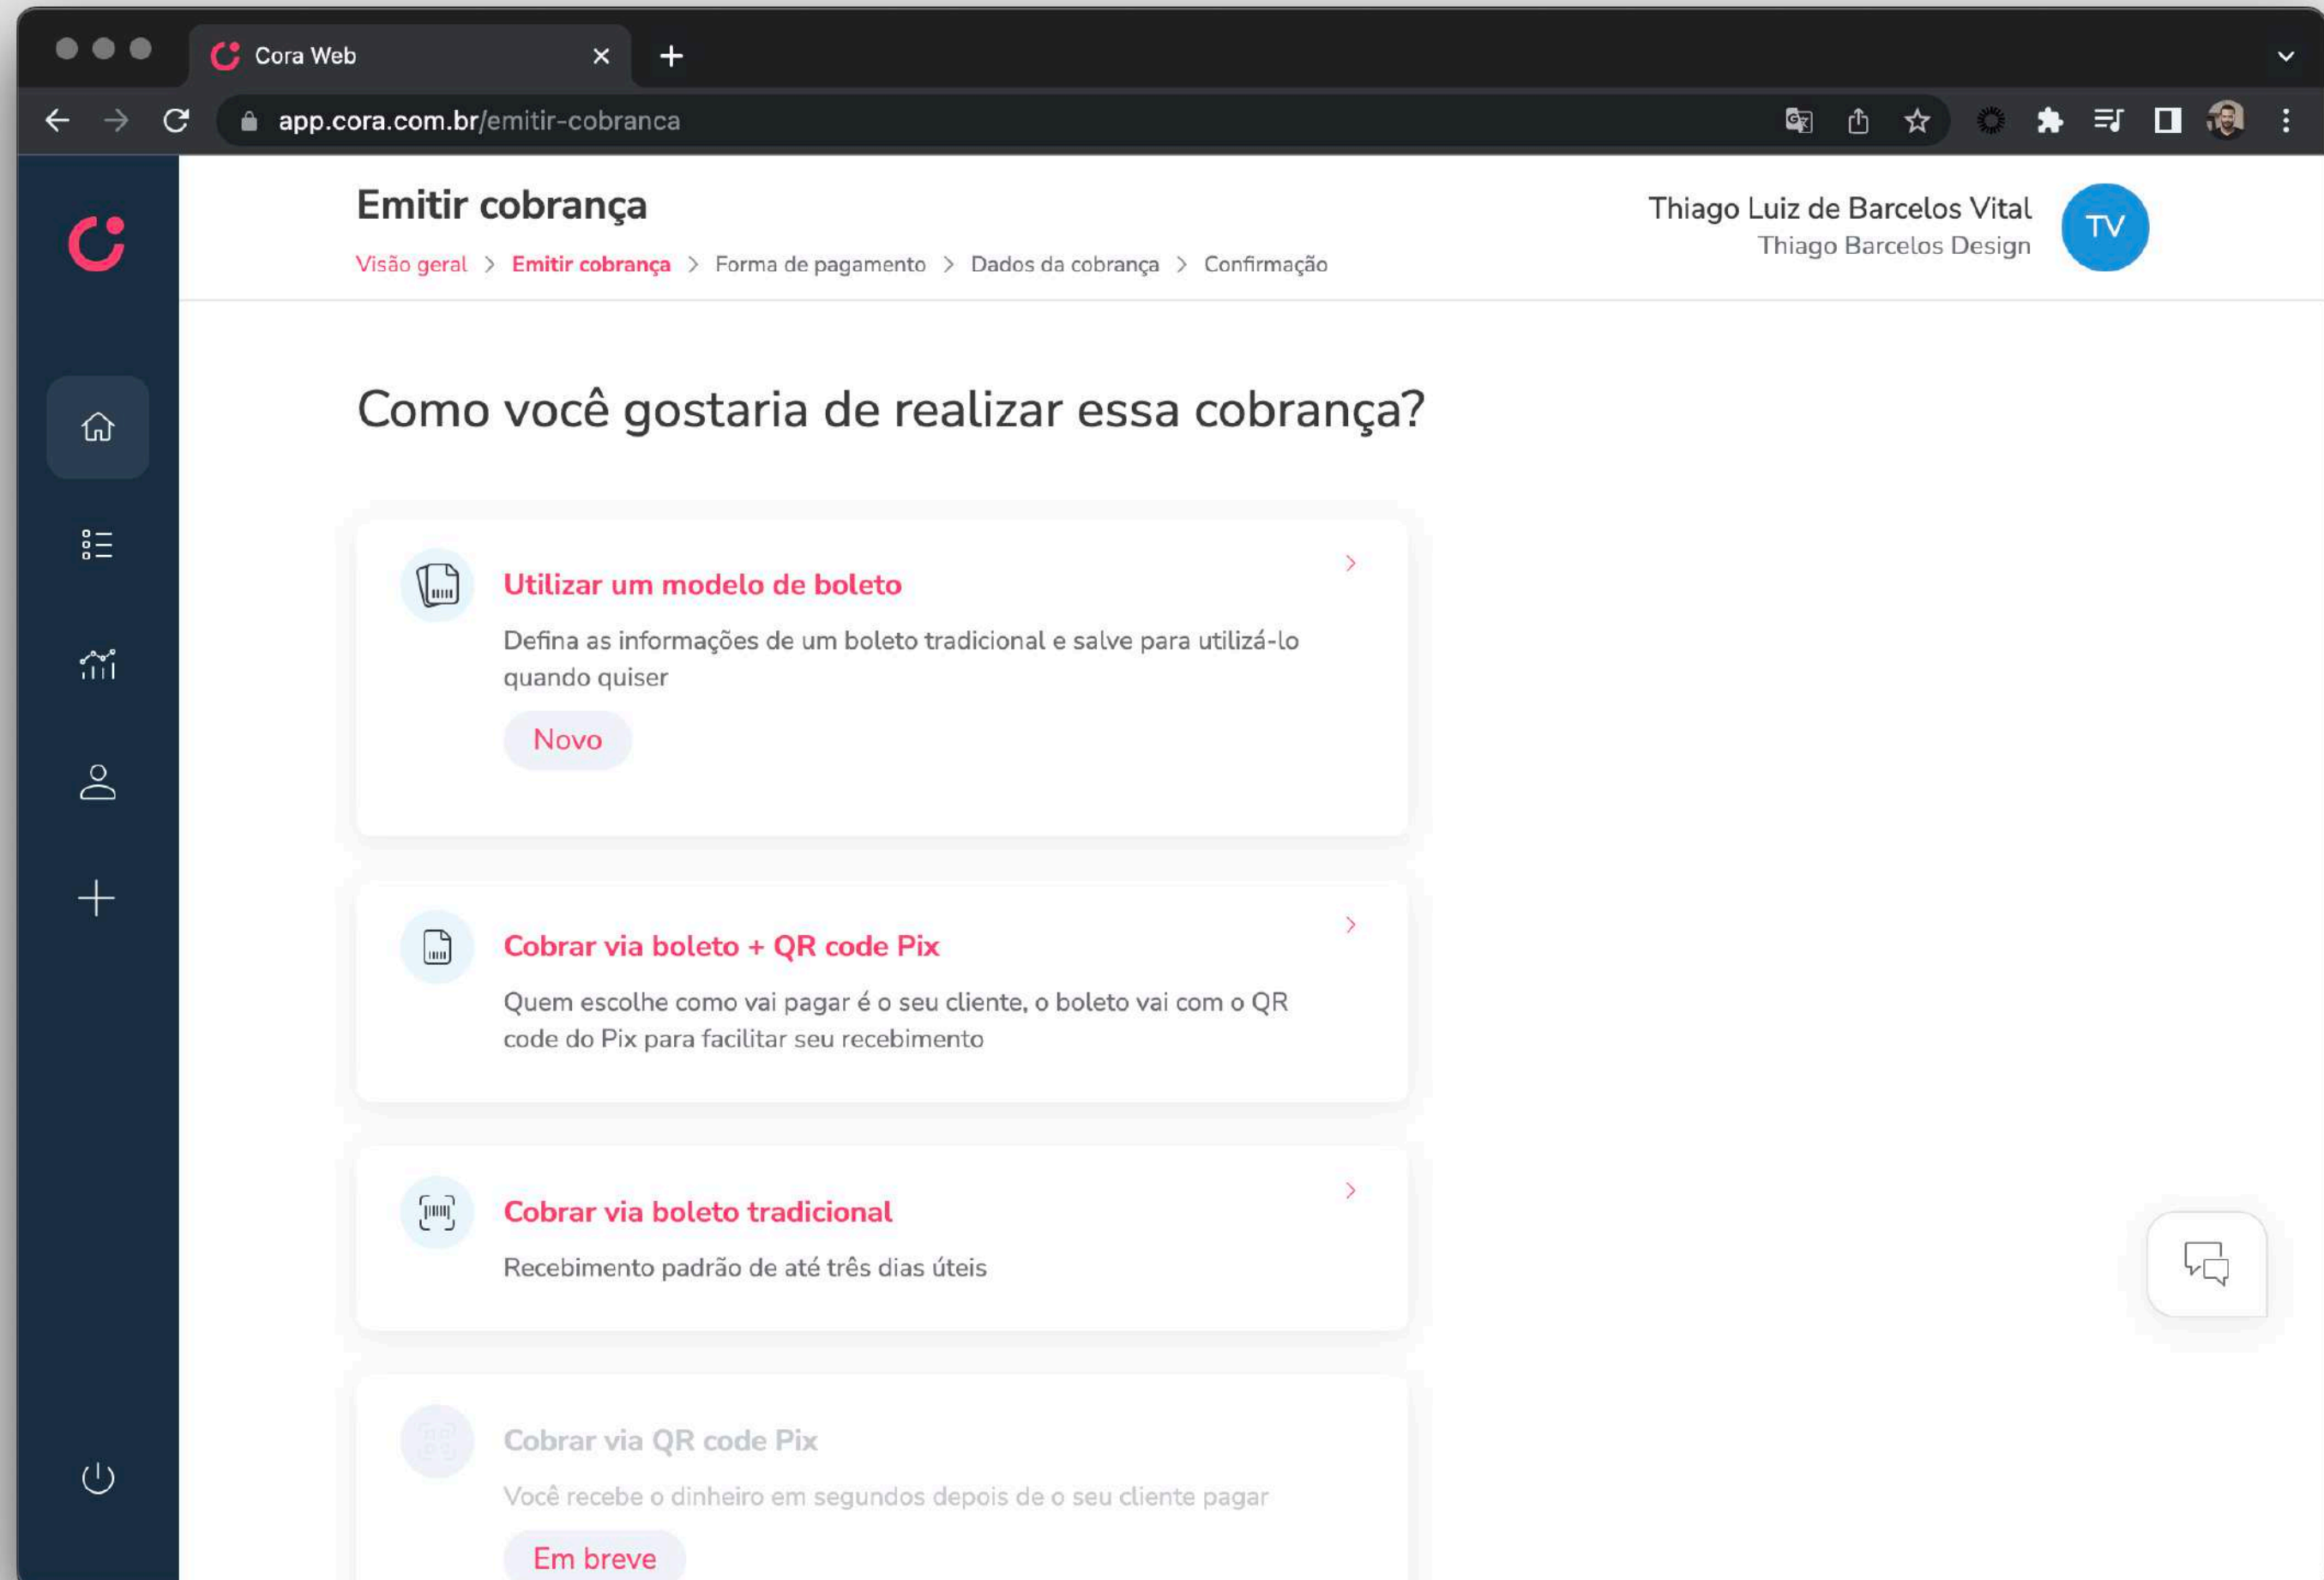 Cora Web
app.cora.com.br/emitir-cobranca
Emitir cobrança
Thiago Luiz de Barcelos Vital
Thiago Barcelos Design
TV
Visão geral > Emitir cobrança > Forma de pagamento > Dados da cobrança > Confirmação
Como você gostaria de realizar essa cobrança?
Utilizar um modelo de boleto
Defina as informações de um boleto tradicional e salve para utilizá-lo
quando quiser
Novo
Cobrar via boleto + QR code Pix
Quem escolhe como vai pagar é o seu cliente, o boleto vai com o QR
code do Pix para facilitar seu recebimento
Cobrar via boleto tradicional
Recebimento padrão de até três dias úteis
Cobrar via QR code Pix
Você recebe o dinheiro em segundos depois de o seu cliente pagar
Em breve